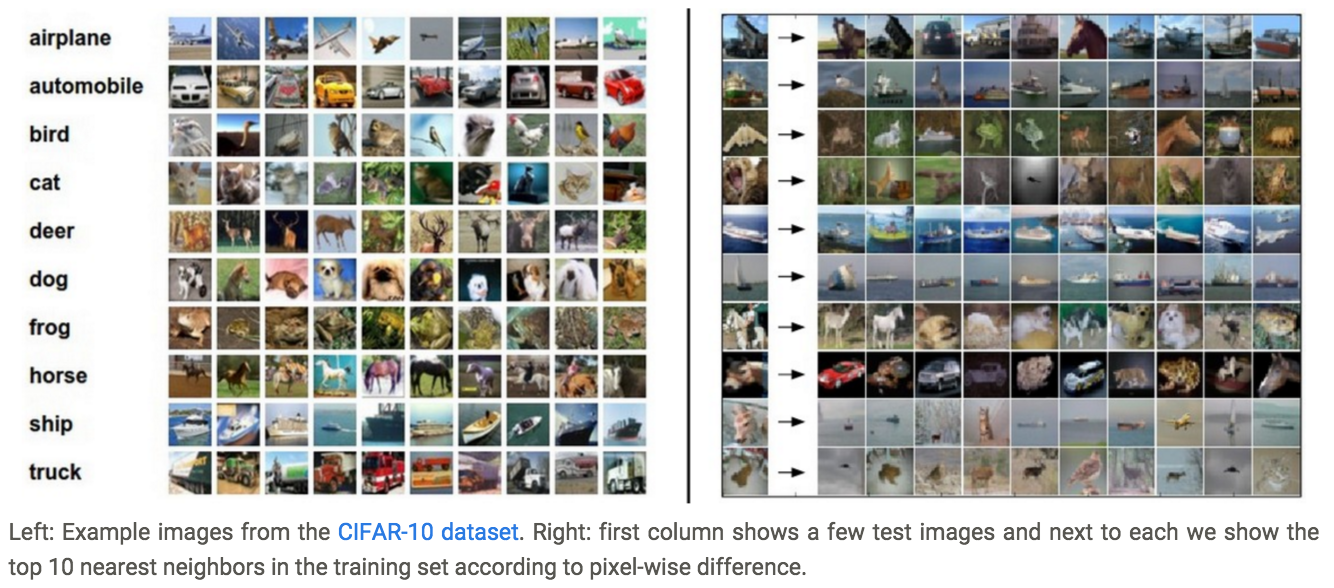 airplane
automobile
bird
cat
deer
dog
frog
horse
ship
truck
Left: Example images from the CIFAR-10 dataset. Right: first column shows a few test images and next to each we show the
top 10 nearest neighbors in the training set according to pixel-wise difference.